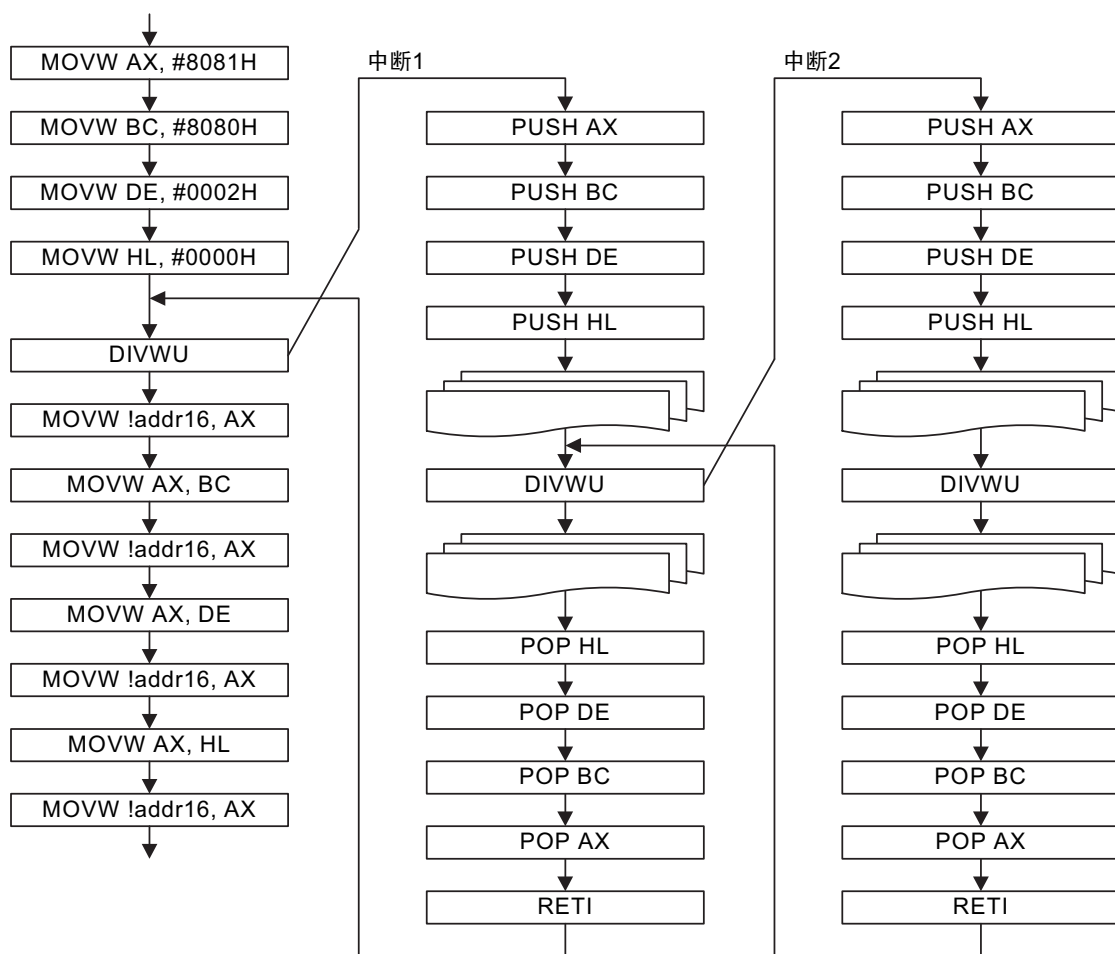 MOVW AX, #8081H
MOVW BC, #8080H
MOVW DE, #0002H
MOVW HL, #0000H
DIVWU
MOVW !addr16, AX
MOVW AX, BC
MOVW !addr16, AX
MOVW AX, DE
MOVW !addr16, AX
MOVW AX, HL
MOVW !addr16, AX
中断1
PUSH AX
PUSH BC
PUSH DE
PUSH HL
DIVWU
POP HL
POP DE
POP BC
POP AX
RETI
中断2
PUSH AX
PUSH BC
PUSH DE
PUSH HL
DIVWU
POP HL
POP DE
POP BC
POP AX
RETI